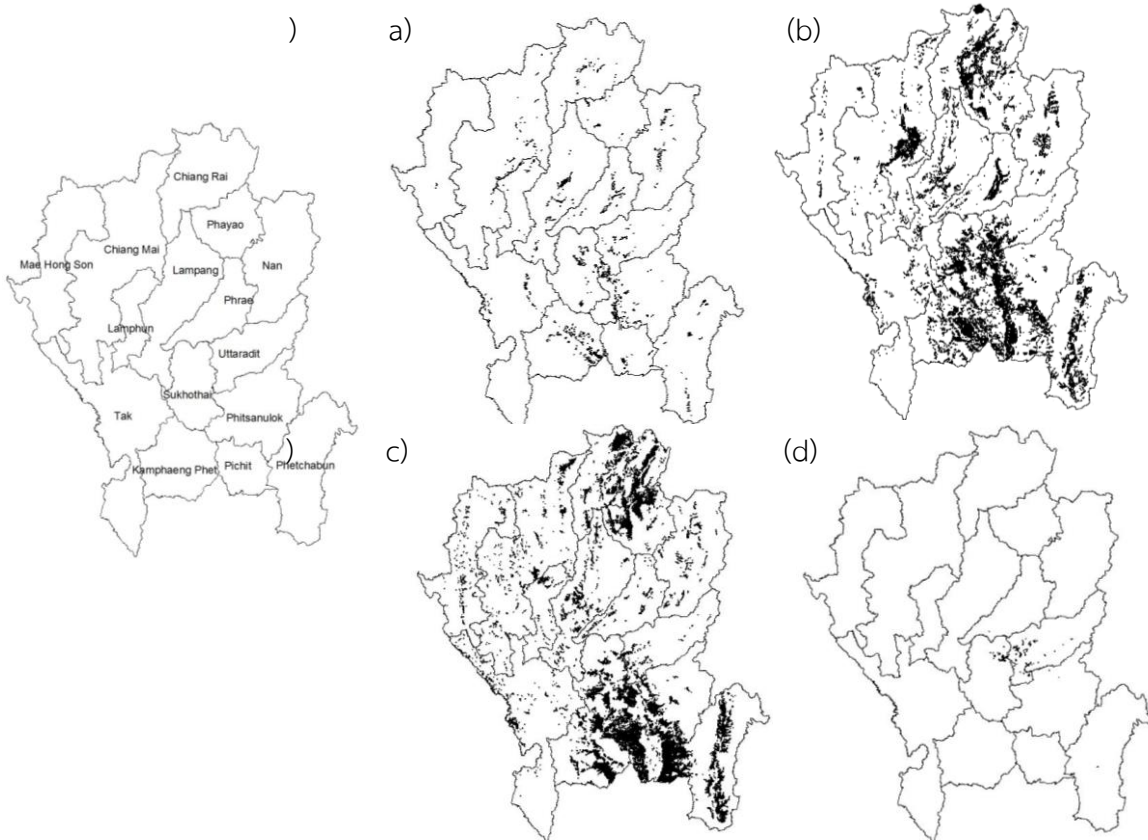 )
a)
(b)
Chiang Rai
Phayao
Chiang Mai
Mae Hong Son
Lampang
Nan
Phrae
Lamphun
Uttaradit
Sukhothai
Tak
Phitsanulok
)
c)
(d)
Kamphaeng Phet
Pichit
Phetchabun